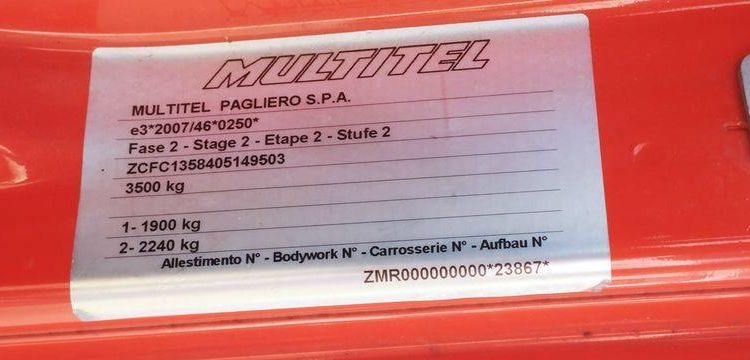 MULTITEL
MULTITEL PAGLIERO S.P.A.
e3*2007/46*0250*
Fase 2 - Stage 2 - Etape 2 - Stufe 2
ZCFC1358405149503
3500 kg
1- 1900 kg
2- 2240 kg
Allestimento N° - Bodywork N° - Carrosserie N° - Aufbau N°
ZMR000000000*23867*